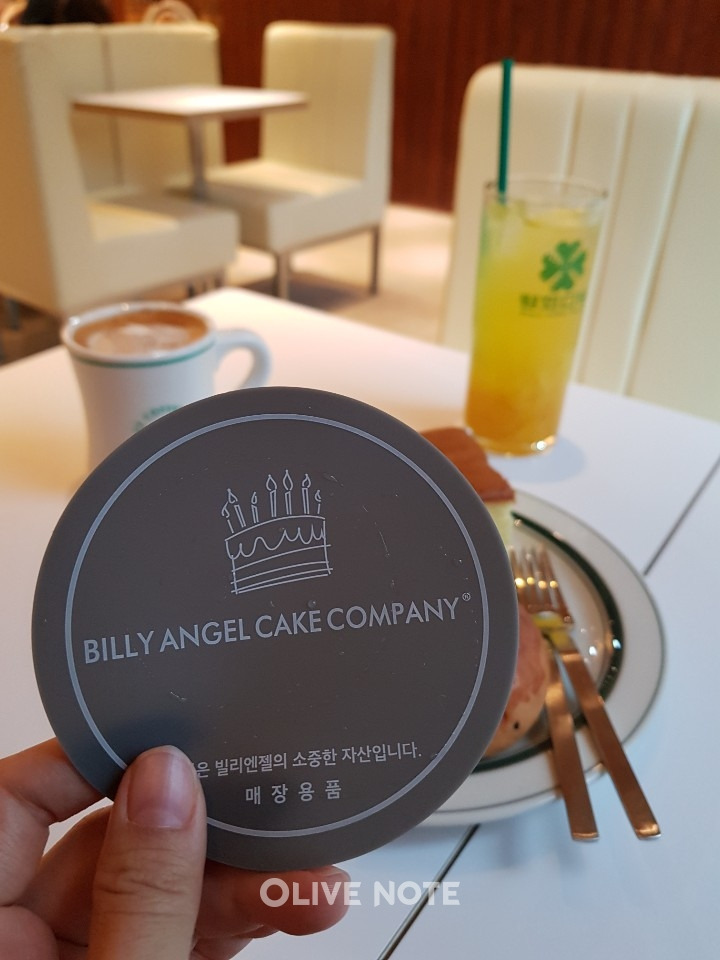 BILLY ANGEL CAKE COMPANY®
은 빌리엔젤의 소중한 자산입니다.
매장용품
OLIVE NOTE